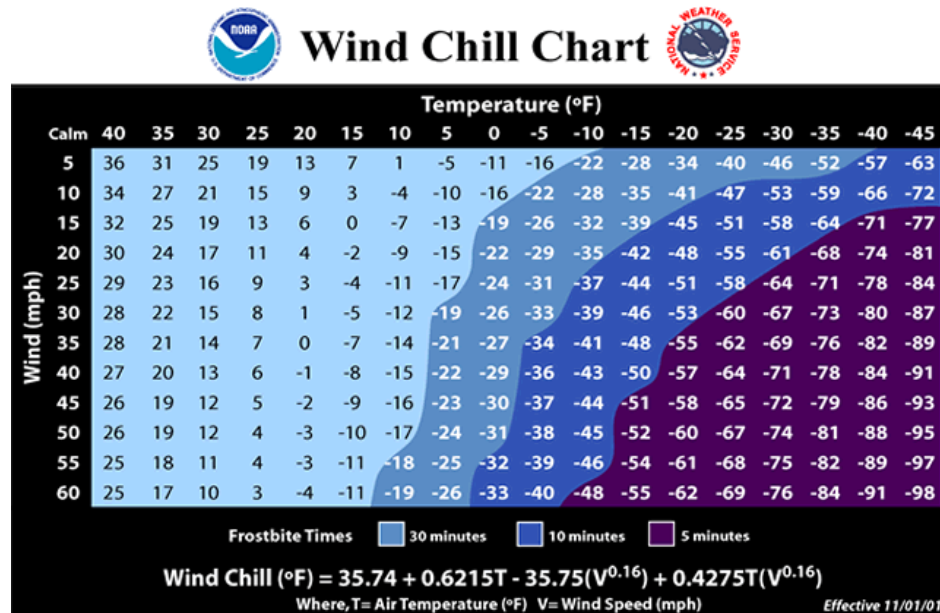 NOAA
Wind Chill Chart
NATIONAL WEATHER SERVICE
Temperature (ºF)
Calm 40 35 30 25 20 15 10 5 0 -5 -10 -15 -20 -25 -30 -35 -40 -45
Wind (mph)
5 36 31 25 19 13 7 1 -5 -11 -16 -22 -28 -34 -40 -46 -52 -57 -63
10 34 27 21 15 9 3 -4 -10 -16 -22 -28 -35 -41 -47 -53 -59 -66 -72
15 32 25 19 13 6 0 -7 -13 -19 -26 -32 -39 -45 -51 -58 -64 -71 -77
20 30 24 17 11 4 -2 -9 -15 -22 -29 -35 -42 -48 -55 -61 -68 -74 -81
25 29 23 16 9 3 -4 -11 -17 -24 -31 -37 -44 -51 -58 -64 -71 -78 -84
30 28 22 15 8 1 -5 -12 -19 -26 -33 -39 -46 -53 -60 -67 -73 -80 -87
35 28 21 14 7 0 -7 -14 -21 -27 -34 -41 -48 -55 -62 -69 -76 -82 -89
40 27 20 13 6 -1 -8 -15 -22 -29 -36 -43 -50 -57 -64 -71 -78 -84 -91
45 26 19 12 5 -2 -9 -16 -23 -30 -37 -44 -51 -58 -65 -72 -79 -86 -93
50 26 19 12 4 -3 -10 -17 -24 -31 -38 -45 -52 -60 -67 -74 -81 -88 -95
55 25 18 11 4 -3 -11 -18 -25 -32 -39 -46 -54 -61 -68 -75 -82 -89 -97
60 25 17 10 3 -4 -11 -19 -26 -33 -40 -48 -55 -62 -69 -76 -84 -91 -98
Frostbite Times 30 minutes 10 minutes 5 minutes
Wind Chill (ºF) = 35.74 + 0.6215T - 35.75(V0.16) + 0.4275T(V0.16)
Where, T= Air Temperature (ºF) V= Wind Speed (mph) Effective 11/01/01